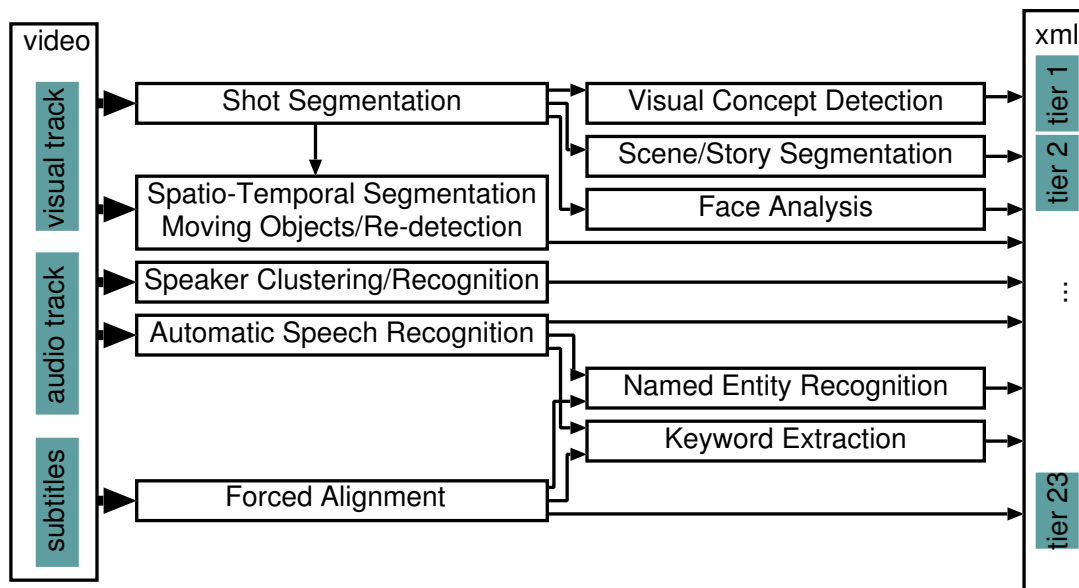 video
visual track
audio track
subtitles
Shot Segmentation
Spatio-Temporal Segmentation
Moving Objects/Re-detection
Speaker Clustering/Recognition
Automatic Speech Recognition
Forced Alignment
Visual Concept Detection
Scene/Story Segmentation
Face Analysis
Named Entity Recognition
Keyword Extraction
xml
tier 1
tier 2
...
tier 23